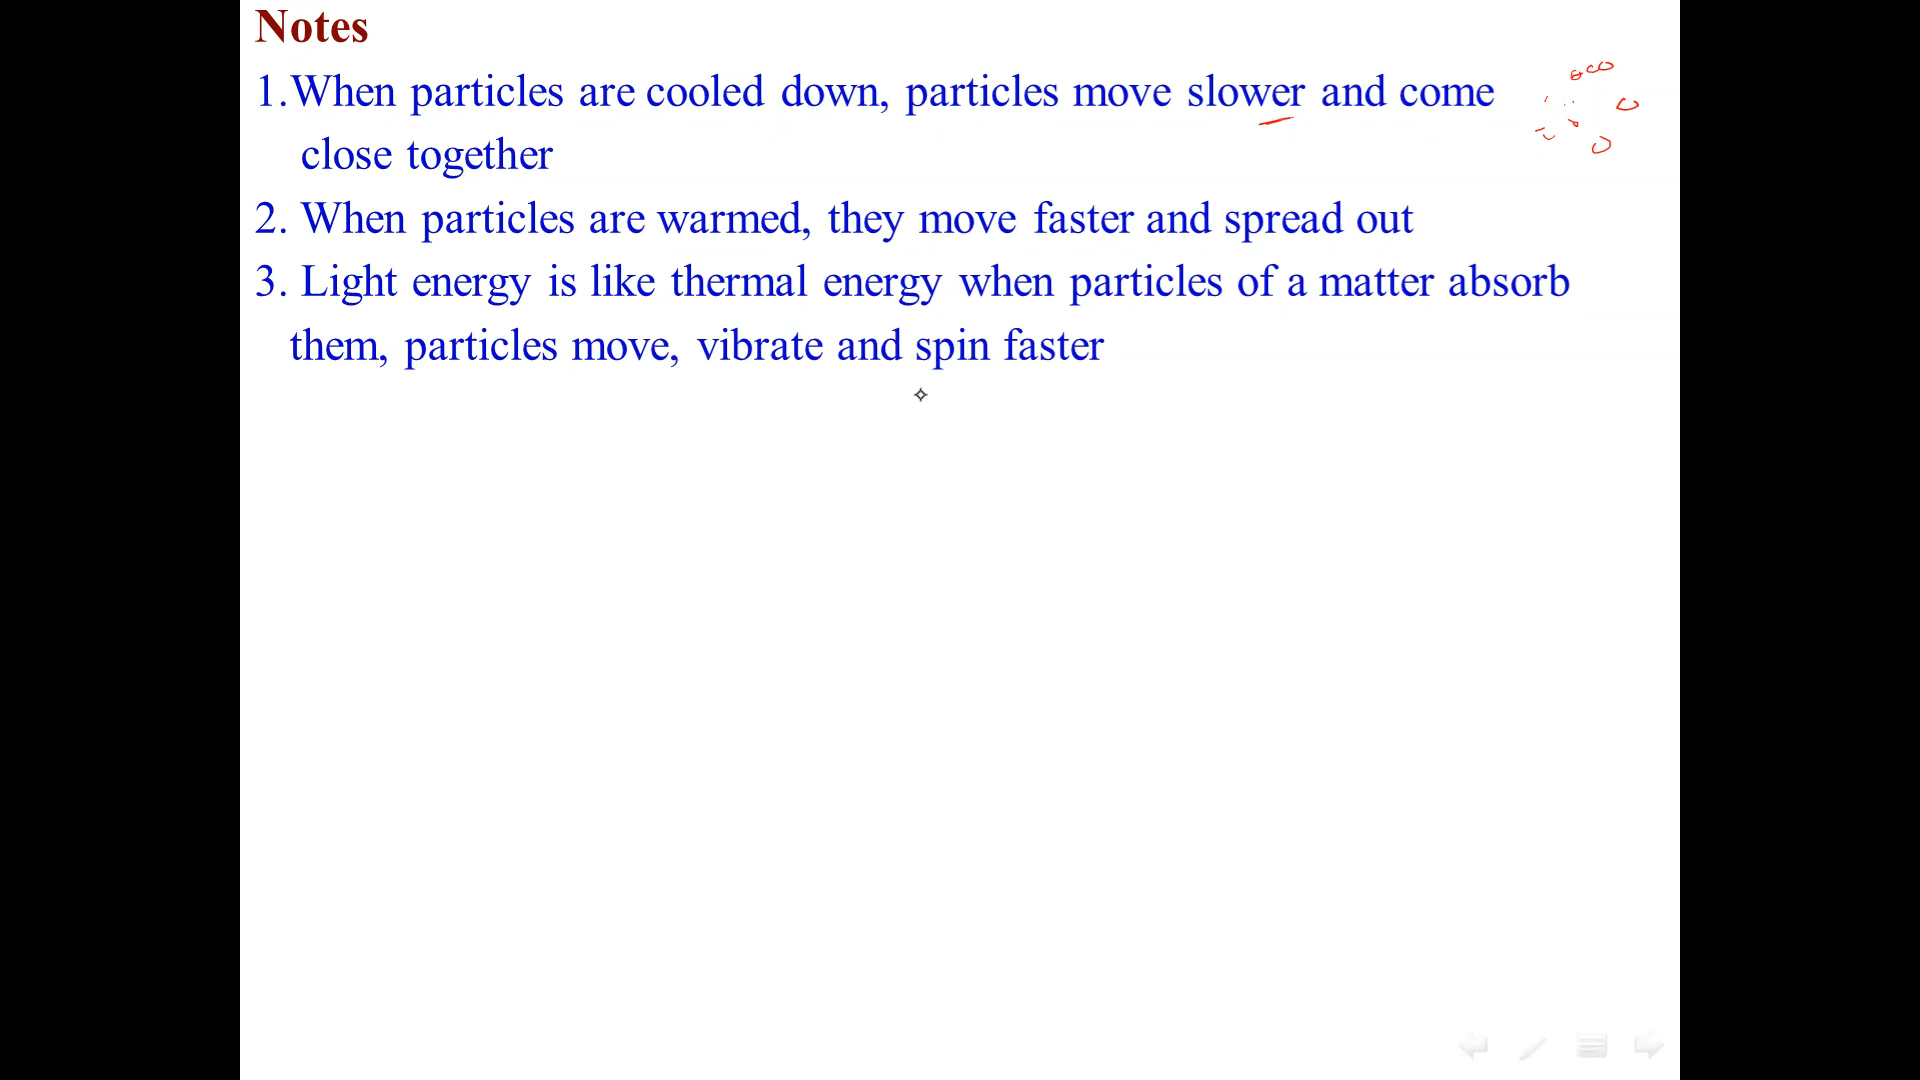 Notes
1.When particles are cooled down, particles move slower and come
close together
2. When particles are warmed, they move faster and spread out
3. Light energy is like thermal energy when particles of a matter absorb
them, particles move, vibrate and spin faster